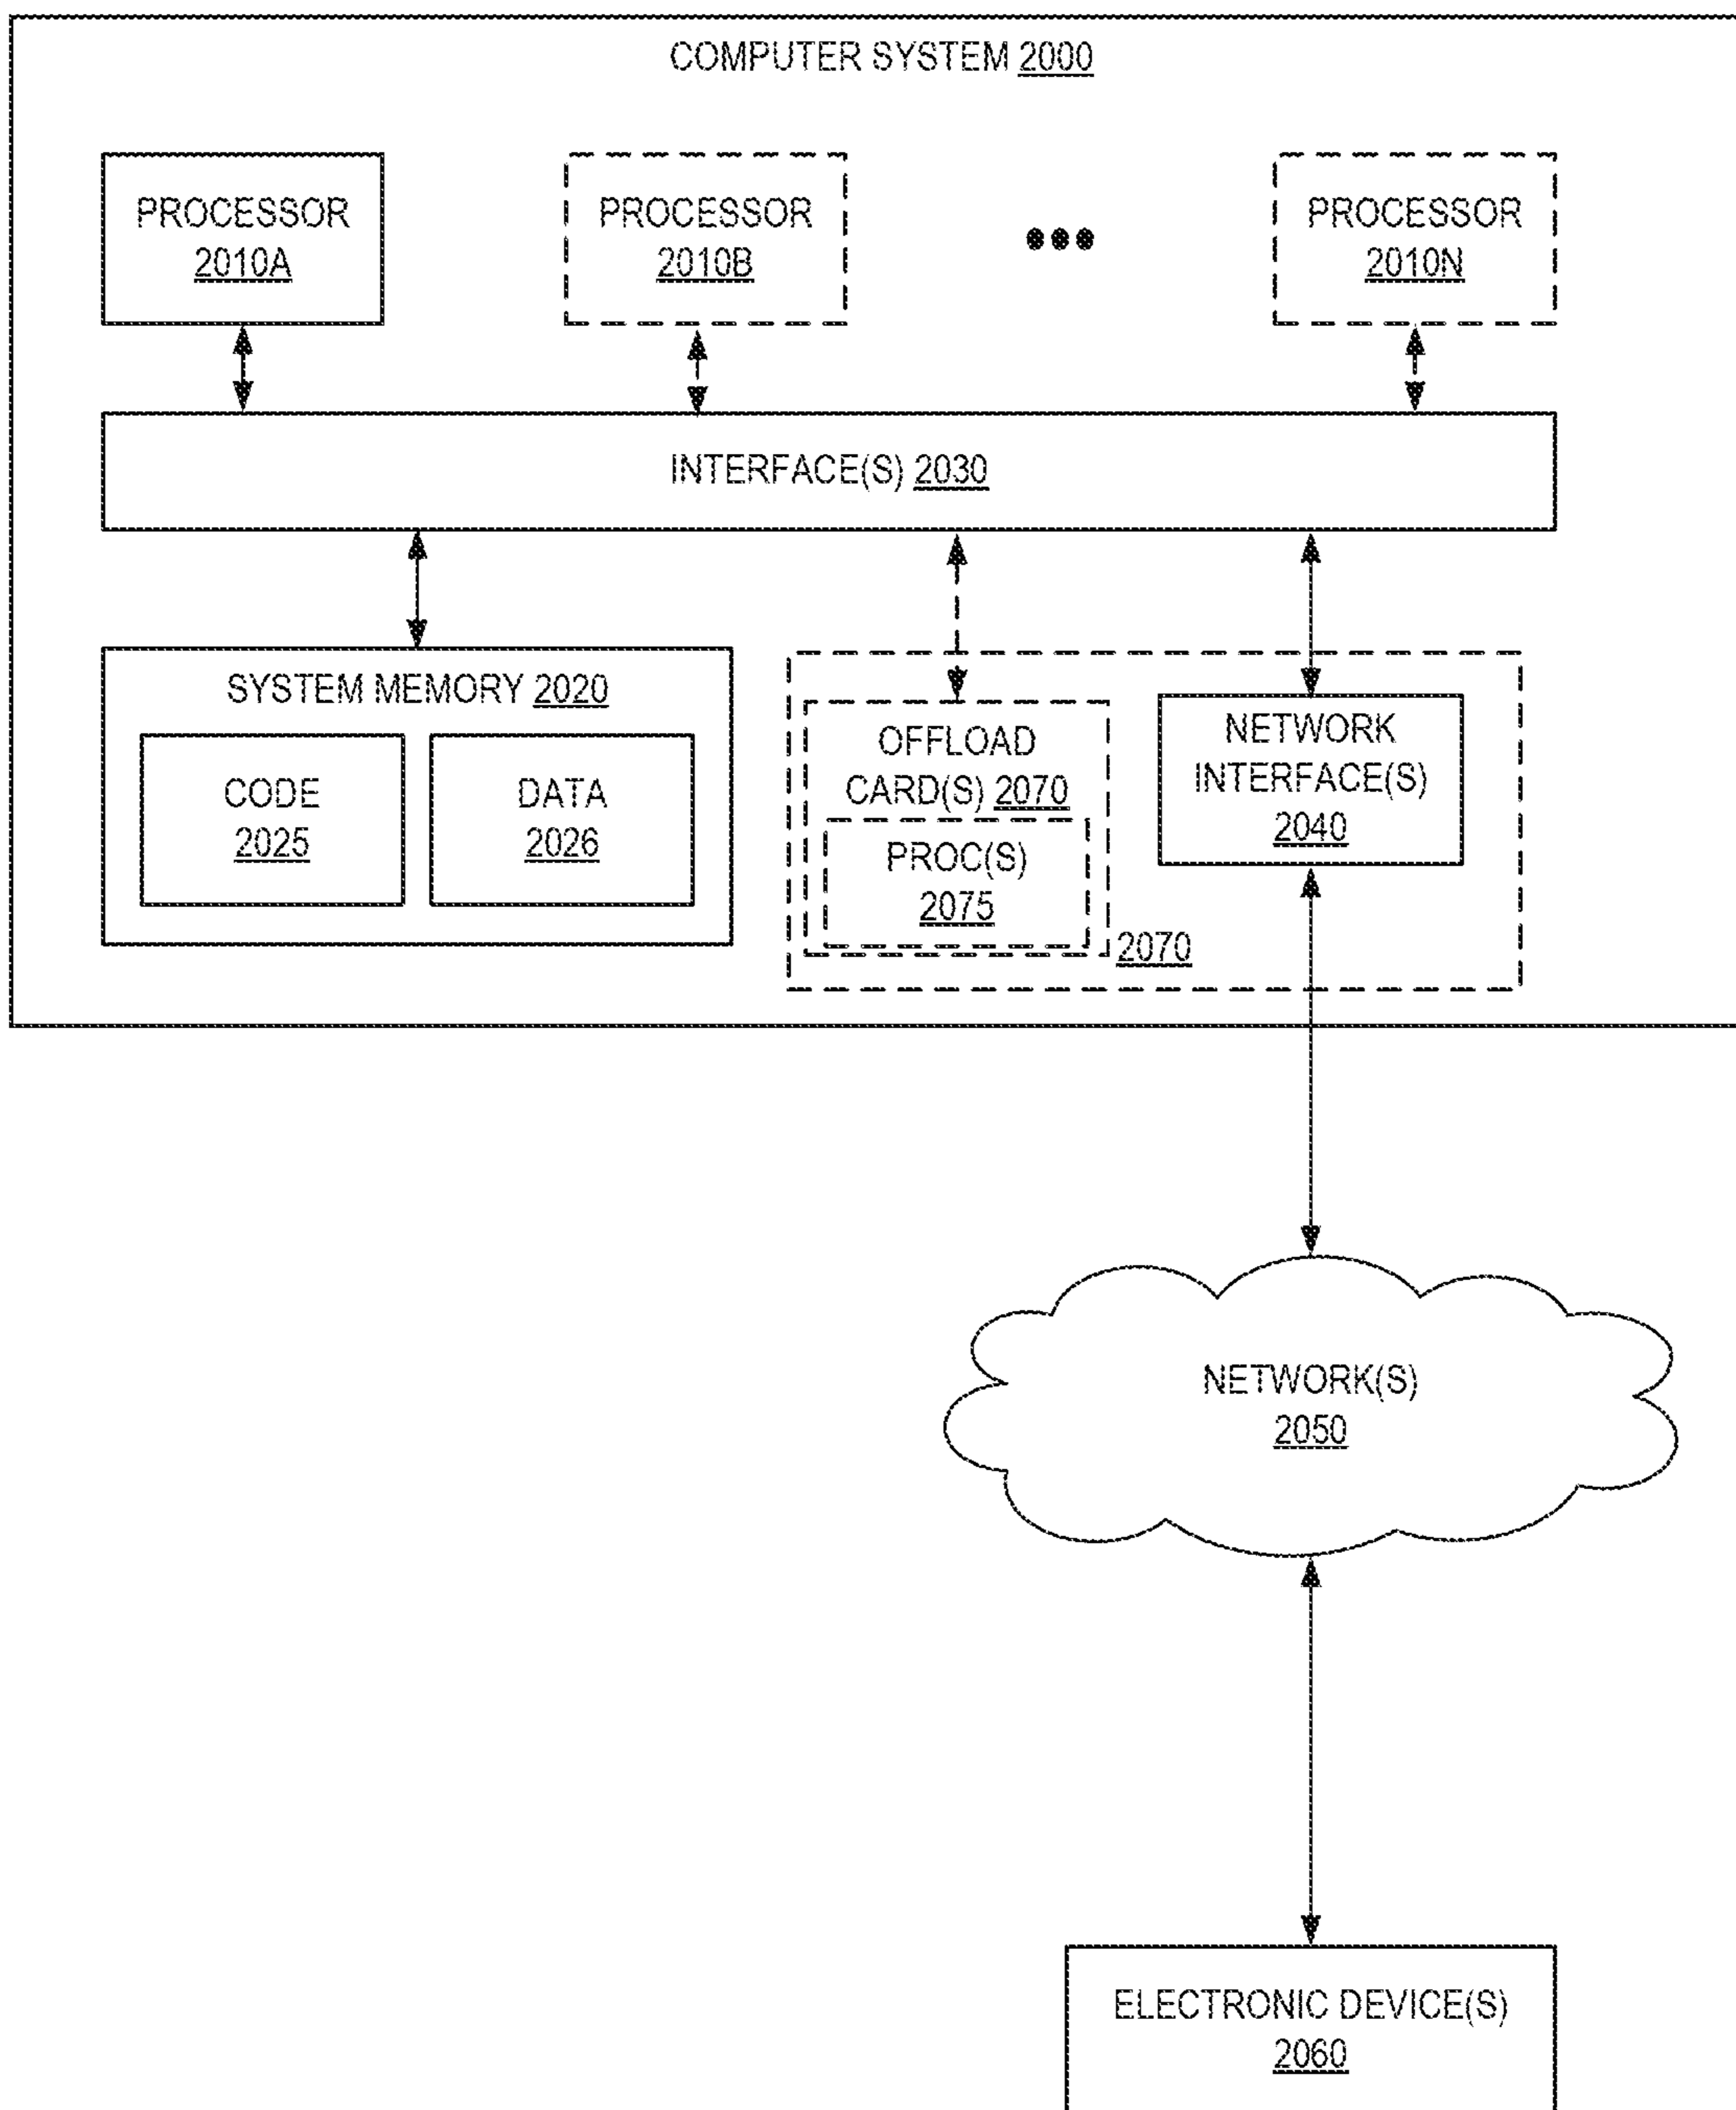 COMPUTER SYSTEM 2000
PROCESSOR
2010A
PROCESSOR
2010B
PROCESSOR
2010N
INTERFACE(S) 2030
SYSTEM MEMORY 2020
CODE
2025
DATA
2026
OFFLOAD
CARD(S) 2070
PROC(S)
2075
2070
NETWORK
INTERFACE(S)
2040
NETWORK(S)
2050
ELECTRONIC DEVICE(S)
2060